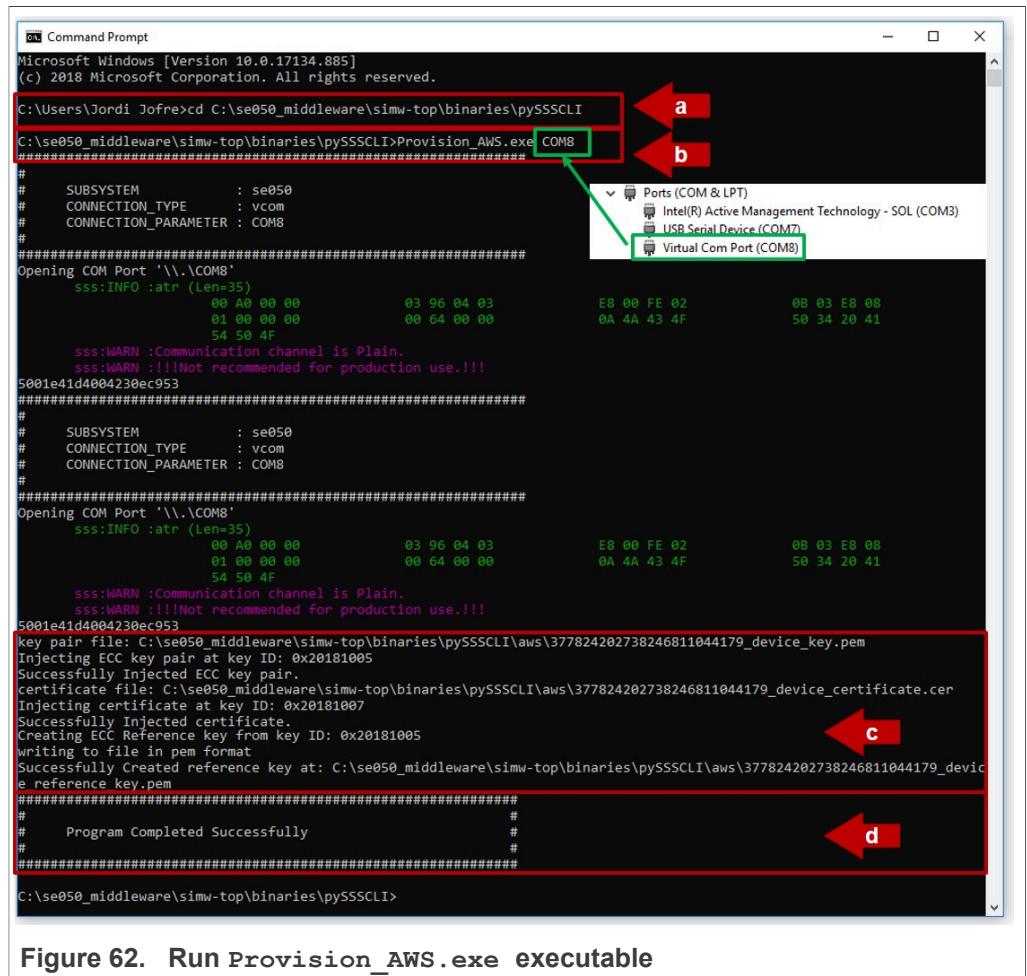 Command Prompt
Microsoft Windows [Version 10.0.17134.885]
(c) 2018 Microsoft Corporation. All rights reserved.
C:\Users\Jordi Jofre>cd C:\se050_middleware\simw-top\binaries\pySSSCLI
a
C:\se050_middleware\simw-top\binaries\pySSSCLI>Provision_AWS.exe COM8
b
################################################################
#
# SUBSYSTEM : se050
# CONNECTION_TYPE : vcom
# CONNECTION_PARAMETER : COM8
#
################################################################
Ports (COM & LPT)
Intel(R) Active Management Technology - SOL (COM3)
USB Serial Device (COM7)
Virtual Com Port (COM8)
Opening COM Port '\\.\COM8'
sss:INFO :atr (Len=35)
00 A0 00 00 03 96 04 03 E8 00 FE 02 0B 03 E8 08
01 00 00 00 00 64 00 00 0A 4A 43 4F 50 34 20 41
54 50 4F
sss:WARN :Communication channel is Plain.
sss:WARN :!!!Not recommended for production use.!!!
5001e41d4004230ec953
################################################################
#
# SUBSYSTEM : se050
# CONNECTION_TYPE : vcom
# CONNECTION_PARAMETER : COM8
#
################################################################
Opening COM Port '\\.\COM8'
sss:INFO :atr (Len=35)
00 A0 00 00 03 96 04 03 E8 00 FE 02 0B 03 E8 08
01 00 00 00 00 64 00 00 0A 4A 43 4F 50 34 20 41
54 50 4F
sss:WARN :Communication channel is Plain.
sss:WARN :!!!Not recommended for production use.!!!
5001e41d4004230ec953
key pair file: C:\se050_middleware\simw-top\binaries\pySSSCLI\aws\377824202738246811044179_device_key.pem
Injecting ECC key pair at key ID: 0x20181005
Successfully Injected ECC key pair.
certificate file: C:\se050_middleware\simw-top\binaries\pySSSCLI\aws\377824202738246811044179_device_certificate.cer
Injecting certificate at key ID: 0x20181007
Successfully Injected certificate.
Creating ECC Reference key from key ID: 0x20181005
c
writing to file in pem format
Successfully Created reference key at: C:\se050_middleware\simw-top\binaries\pySSSCLI\aws\377824202738246811044179_devic
e_reference_key.pem
###############################################################
# #
# Program Completed Successfully #
d
# #
###############################################################
C:\se050_middleware\simw-top\binaries\pySSSCLI>
Figure 62. Run Provision_AWS.exe executable